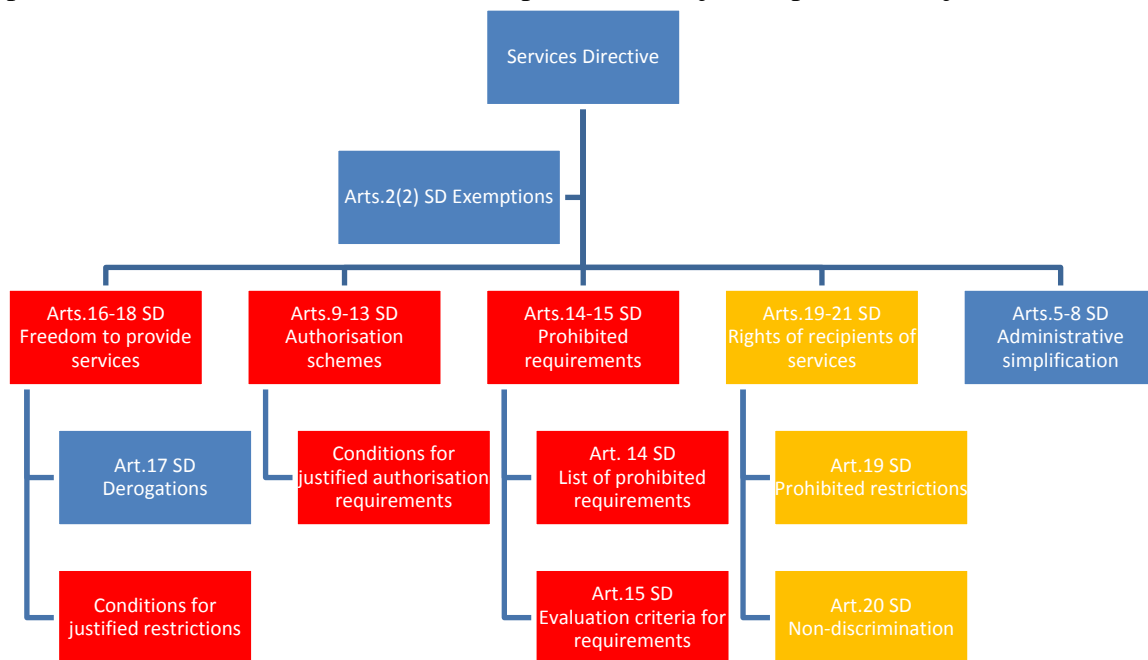 Services Directive
Arts.2(2) SD Exemptions
Arts.16-18 SD
Freedom to provide
services
Arts.9-13 SD
Authorisation
schemes
Arts.14-15 SD
Prohibited
requirements
Arts.19-21 SD
Rights of recipients of
services
Arts.5-8 SD
Administrative
simplification
Art.17 SD
Derogations
Conditions for
justified authorisation
requirements
Art. 14 SD
List of prohibited
requirements
Art.19 SD
Prohibited restrictions
Conditions for
justified restrictions
Art.15 SD
Evaluation criteria for
requirements
Art.20 SD
Non-discrimination